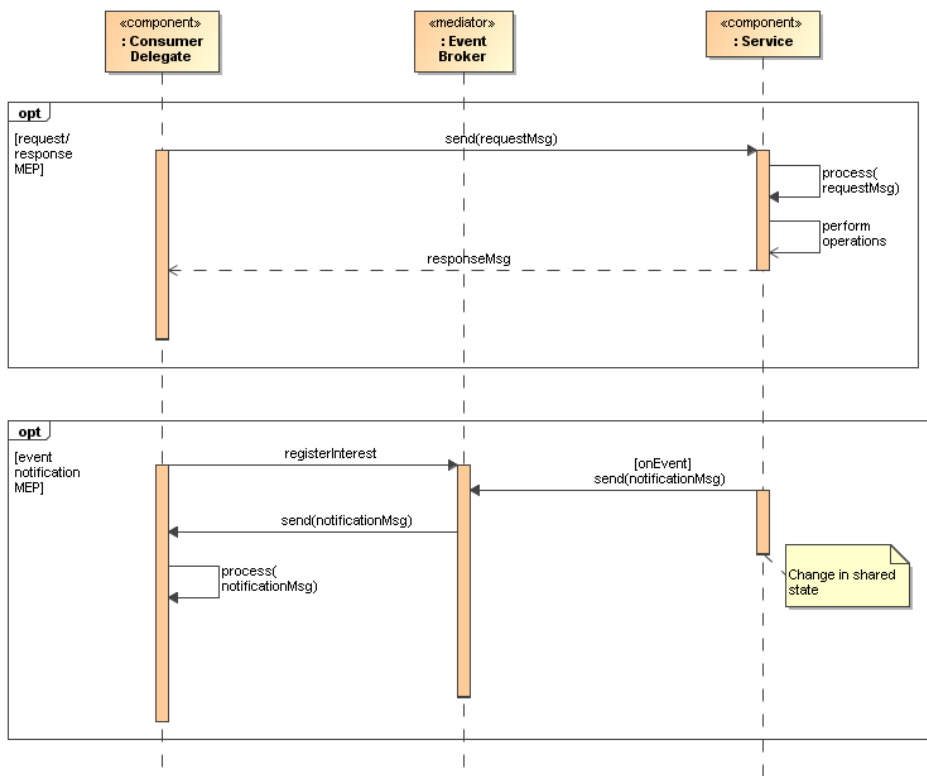 «component»
: Consumer
Delegate
«mediator»
: Event
Broker
«component»
: Service
opt
[request/
response
MEP]
send(requestMsg)
process(
requestMsg)
perform
operations
responseMsg
opt
[event
notification
MEP]
registerInterest
[onEvent]
send(notificationMsg)
send(notificationMsg)
process(
notificationMsg)
Change in shared
state